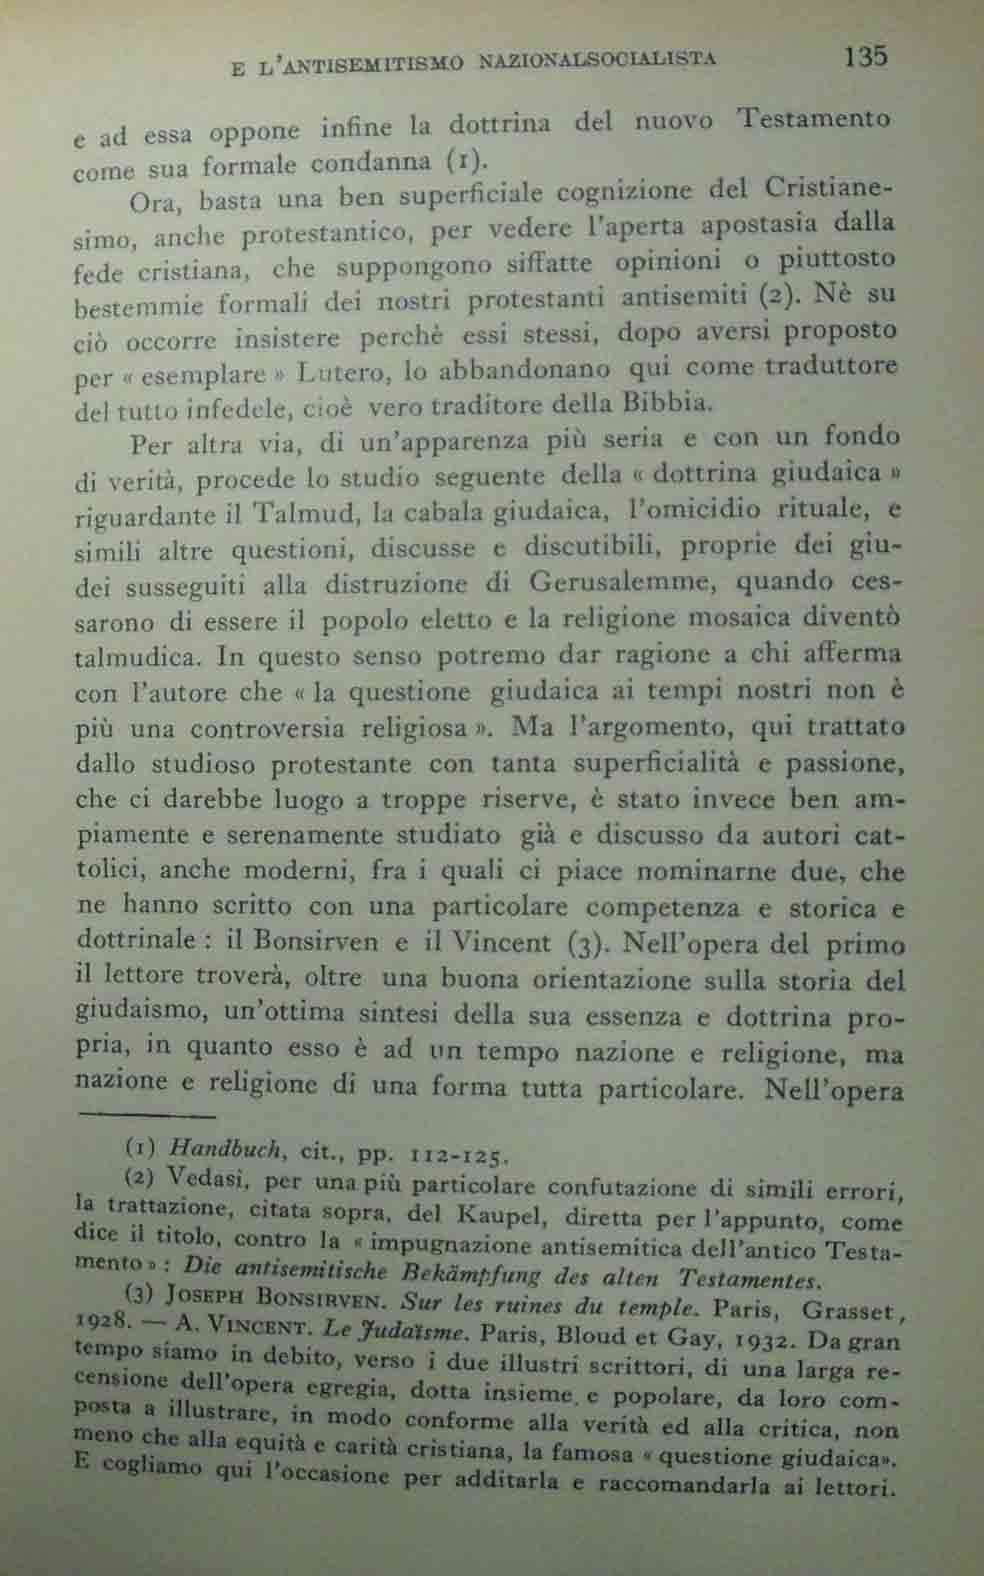 E L'ANTISEMITISMO NAZIONALSOCIALISTA 135
e ad essa oppone infine la dottrina del nuovo Testamento
come sua formale condanna (1).
Ora, basta una ben superficiale cognizione del Cristiane-
simo, anche protestantico, per vedere l'aperta apostasia dalla
fede cristiana, che suppongono siffatte opinioni o piuttosto
bestemmie formali dei nostri protestanti antisemiti (2). Nè su
ciò occorre insistere perchè essi stessi, dopo aversi proposto
per « esemplare » Lutero, lo abbandonano qui come traduttore
del tutto infedele, cioè vero traditore della Bibbia.
Per altra via, di un'apparenza più seria e con un fondo
di verità, procede lo studio seguente della « dottrina giudaica »
riguardante il Talmud, la cabala giudaica, l'omicidio rituale, e
simili altre questioni, discusse e discutibili, proprie dei giu-
dei susseguiti alla distruzione di Gerusalemme, quando ces-
sarono di essere il popolo eletto e la religione mosaica diventò
talmudica. In questo senso potremo dar ragione a chi afferma
con l'autore che « la questione giudaica ai tempi nostri non è
più una controversia religiosa ». Ma l'argomento, qui trattato
dallo studioso protestante con tanta superficialità e passione,
che ci darebbe luogo a troppe riserve, è stato invece ben am-
piamente e serenamente studiato già e discusso da autori cat-
tolici, anche moderni, fra i quali ci piace nominarne due, che
ne hanno scritto con una particolare competenza e storica e
dottrinale : il Bonsirven e il Vincent (3). Nell'opera del primo
il lettore troverà, oltre una buona orientazione sulla storia del
giudaismo, un'ottima sintesi della sua essenza e dottrina pro-
pria, in quanto esso è ad un tempo nazione e religione, ma
nazione e religione di una forma tutta particolare. Nell'opera
(1) Handbuch, cit., pp. 112-125.
(2) Vedasi, per una più particolare confutazione di simili errori,
la trattazione, citata sopra, del Kaupel, diretta per l'appunto, come
dice il titolo, contro la « impugnazione antisemitica dell'antico Testa-
mento » : Die antisemitische Bekämpfung des alten Testamentes.
(3) JOSEPH BONSIRVEN. Sur les ruines du temple. Paris, Grasset,
1928. — A. VINCENT. Le Judaïsme. Paris, Bloud et Gay, 1932. Da gran
tempo siamo in debito, verso i due illustri scrittori, di una larga re-
censione dell'opera egregia, dotta insieme e popolare, da loro com-
posta a illustrare, in modo conforme alla verità ed alla critica, non
meno che alla equità e carità cristiana, la famosa « questione giudaica».
E cogliamo qui l'occasione per additarla e raccomandarla ai lettori.